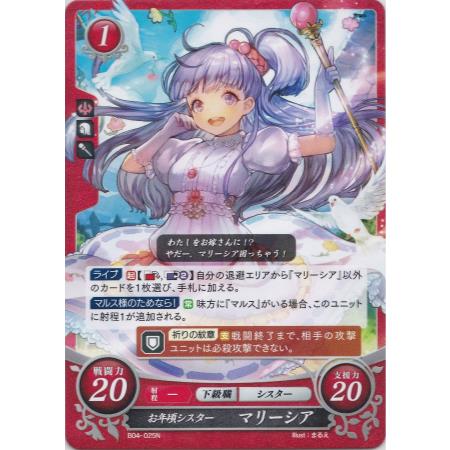 1
わたしをお嫁さんに!?
やだー、マリーシア困っちゃう!
ライブ 起 【 、 】自分の退避エリアから『マリーシア』以外
のカードを1枚選び、手札に加える。
マルス様のためなら! 常 味方に『マルス』がいる場合、このユニット
に射程1が追加される。
祈りの紋章 支 戦闘終了まで、相手の攻撃
ユニットは必殺攻撃できない。
戦闘力
20
射程 一 下級職 シスター
支援力
20
お年頃シスター マリーシア
B04-025N
Illust:まるえ